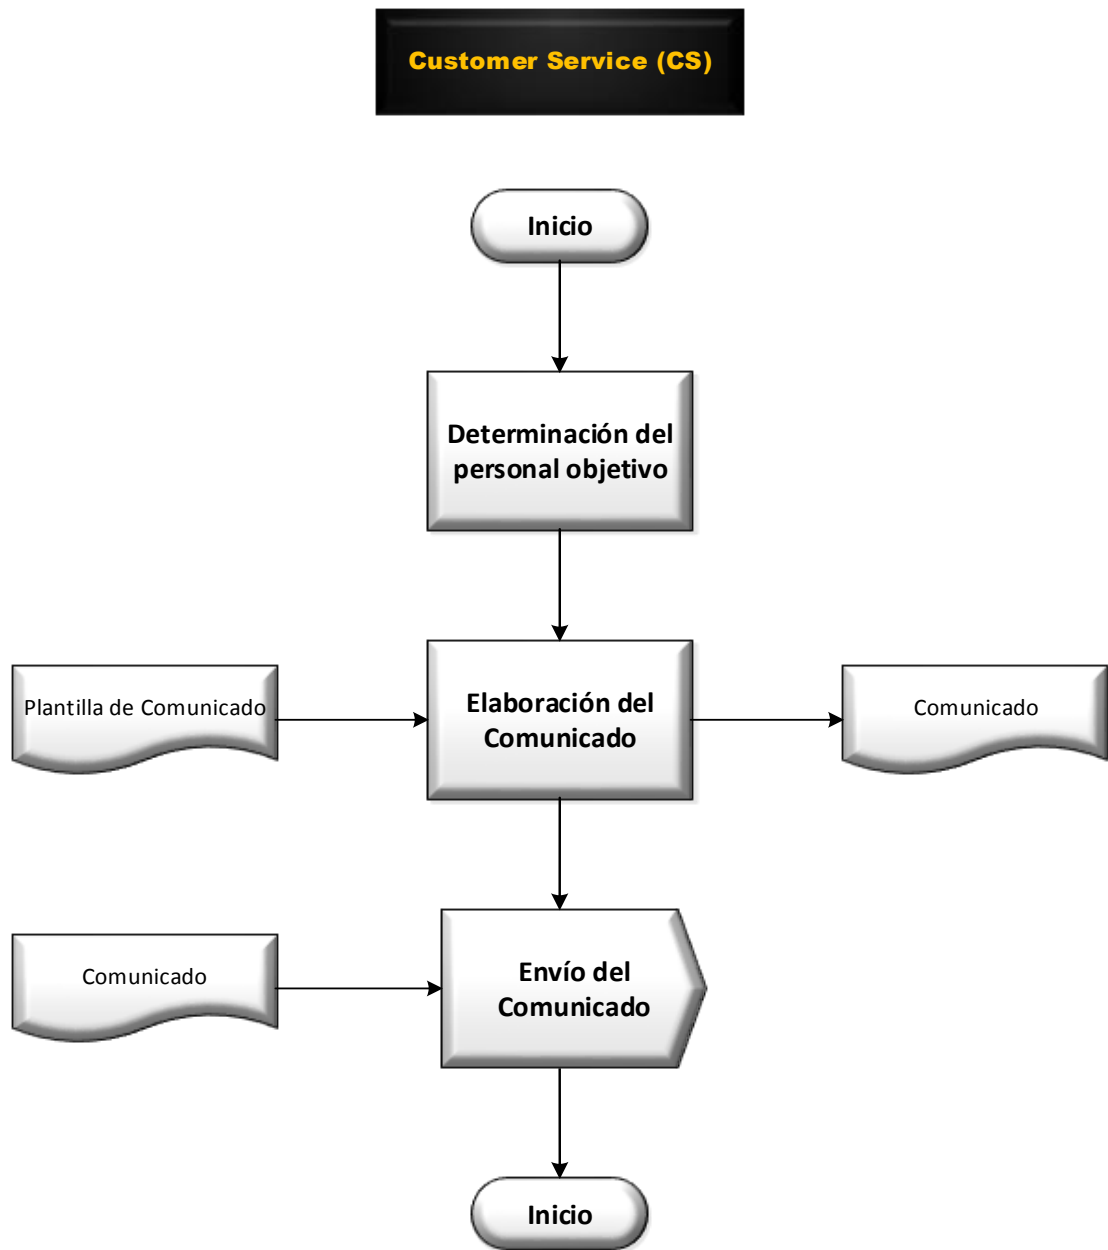 Customer Service (CS)
Inicio
Determinación del
personal objetivo
Plantilla de Comunicado
Elaboración del
Comunicado
Comunicado
Comunicado
Envío del
Comunicado
Inicio